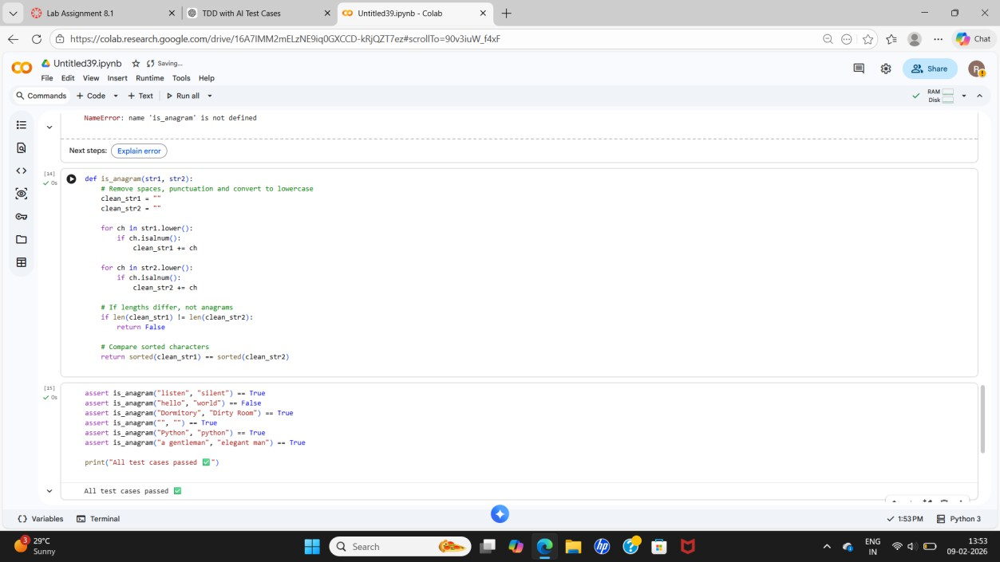 Lab Assignment 8.1
TDD with AI Test Cases
Untitled39.ipynb - Colab
https://colab.research.google.com/drive/16A7IMM2mELzNE9iq0GXCCD-kRjQZT7ez#scrollTo=90v3iuW_f4xF
Chat
Untitled39.ipynb
Saving...
File Edit View Insert Runtime Tools Help
Share
R
Commands + Code + Text Run all
RAM
Disk
NameError: name 'is_anagram' is not defined
Next steps: Explain error
[14]
0s
def is_anagram(str1, str2):
    # Remove spaces, punctuation and convert to lowercase
    clean_str1 = ""
    clean_str2 = ""
    for ch in str1.lower():
        if ch.isalnum():
            clean_str1 += ch
    for ch in str2.lower():
        if ch.isalnum():
            clean_str2 += ch
    # If lengths differ, not anagrams
    if len(clean_str1) != len(clean_str2):
        return False
    # Compare sorted characters
    return sorted(clean_str1) == sorted(clean_str2)
[15]
0s
assert is_anagram("listen", "silent") == True
assert is_anagram("hello", "world") == False
assert is_anagram("Dormitory", "Dirty Room") == True
assert is_anagram("", "") == True
assert is_anagram("Python", "python") == True
assert is_anagram("a gentleman", "elegant man") == True
print("All test cases passed ✅")
All test cases passed ✅
Variables Terminal
1:53 PM Python 3
3
29°C
Sunny
Search
hp
ENG
IN
13:53
09-02-2026